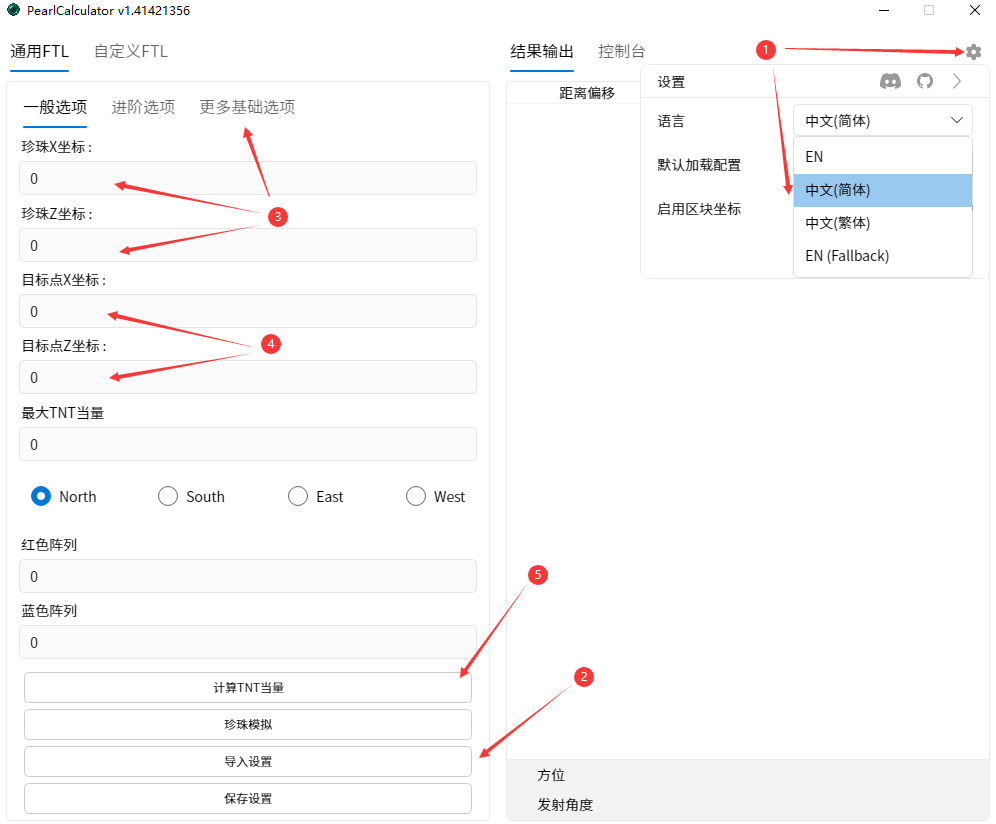 PearlCalculator v1.41421356
通用FTL 自定义FTL
一般选项 进阶选项 更多基础选项
珍珠X坐标 :
0
珍珠Z坐标 :
0
3
目标点X坐标 :
0
目标点Z坐标 :
0
4
最大TNT当量
0
North South East West
红色阵列
0
蓝色阵列
0
计算TNT当量
珍珠模拟
导入设置
保存设置
5
2
结果输出 控制台
1
距离偏移
设置
语言 中文(简体)
默认加载配置
启用区块坐标
EN
中文(简体)
中文(繁体)
EN (Fallback)
方位
发射角度